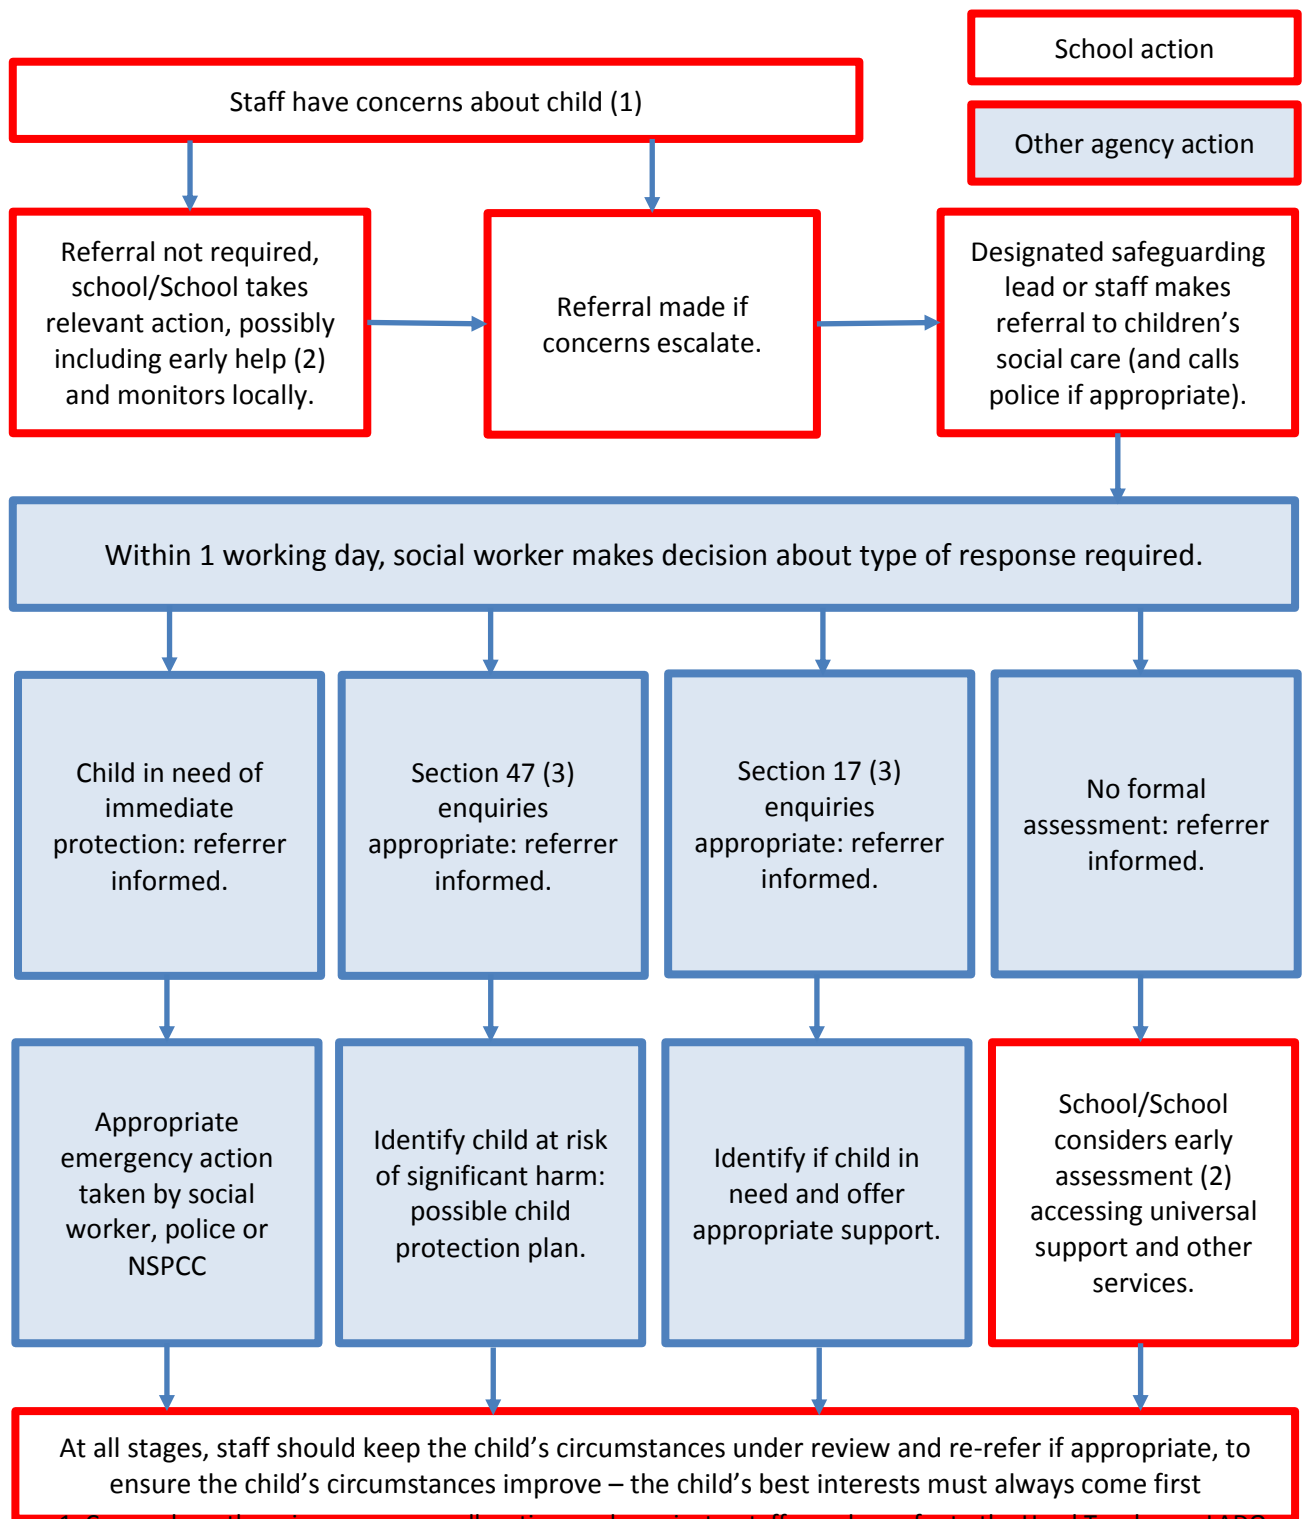 School action
Staff have concerns about child (1)
Other agency action
Referral not required,
school/School takes
relevant action, possibly
including early help (2)
and monitors locally.
Referral made if
concerns escalate.
Designated safeguarding
lead or staff makes
referral to children’s
social care (and calls
police if appropriate).
Within 1 working day, social worker makes decision about type of response required.
Child in need of
immediate
protection: referrer
informed.
Section 47 (3)
enquiries
appropriate: referrer
informed.
Section 17 (3)
enquiries
appropriate: referrer
informed.
No formal
assessment: referrer
informed.
Appropriate
emergency action
taken by social
worker, police or
NSPCC
Identify child at risk
of significant harm:
possible child
protection plan.
Identify if child in
need and offer
appropriate support.
School/School
considers early
assessment (2)
accessing universal
support and other
services.
At all stages, staff should keep the child’s circumstances under review and re-refer if appropriate, to
ensure the child’s circumstances improve – the child’s best interests must always come first